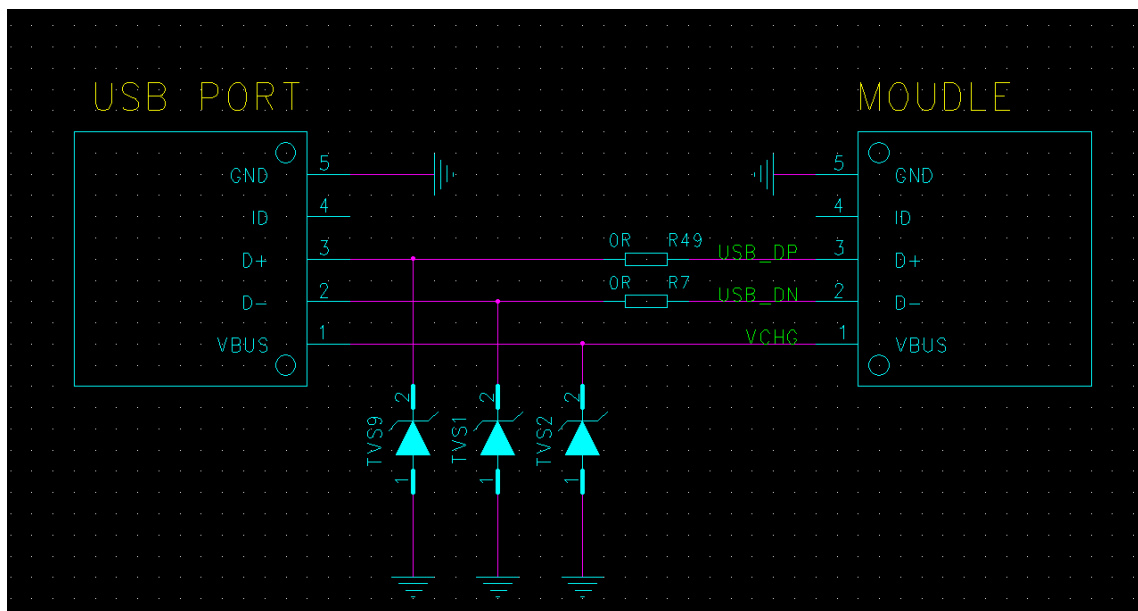 USB PORT
MOUDLE
GND 5
5 GND
ID 4
4 ID
D+ 3
0R R49
USB_DP
3 D+
D- 2
0R R7
USB_DN
2 D-
VBUS 1
VCHG
1 VBUS
2 2 2
TVS9 TVS1 TVS2
1 1 1